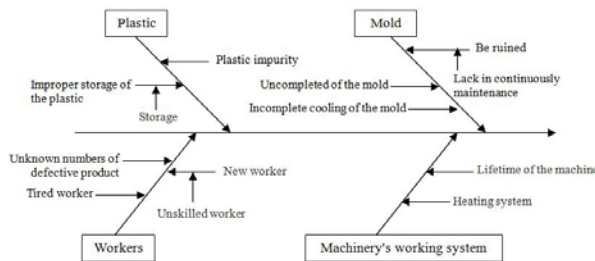 Plastic
Mold
Plastic impurity
Be ruined
Improper storage of
the plastic
Storage
Uncompleted of the mold
Lack in continuously
maintenance
Incomplete cooling of the mold
Unknown numbers of
defective product
New worker
Tired worker
Unskilled worker
Lifetime of the machine
Heating system
Workers
Machinery's working system